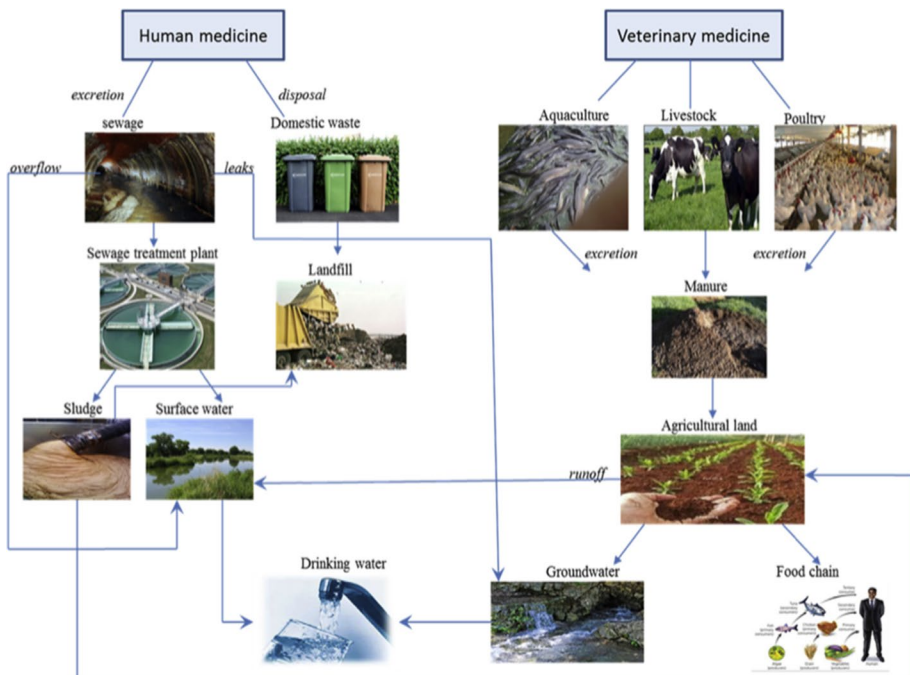 Human medicine
Veterinary medicine
excretion
disposal
sewage
Domestic waste
Aquaculture
Livestock
Poultry
overflow
leaks
Sewage treatment plant
Landfill
excretion
excretion
Manure
Sludge
Surface water
Agricultural land
runoff
Drinking water
Groundwater
Food chain